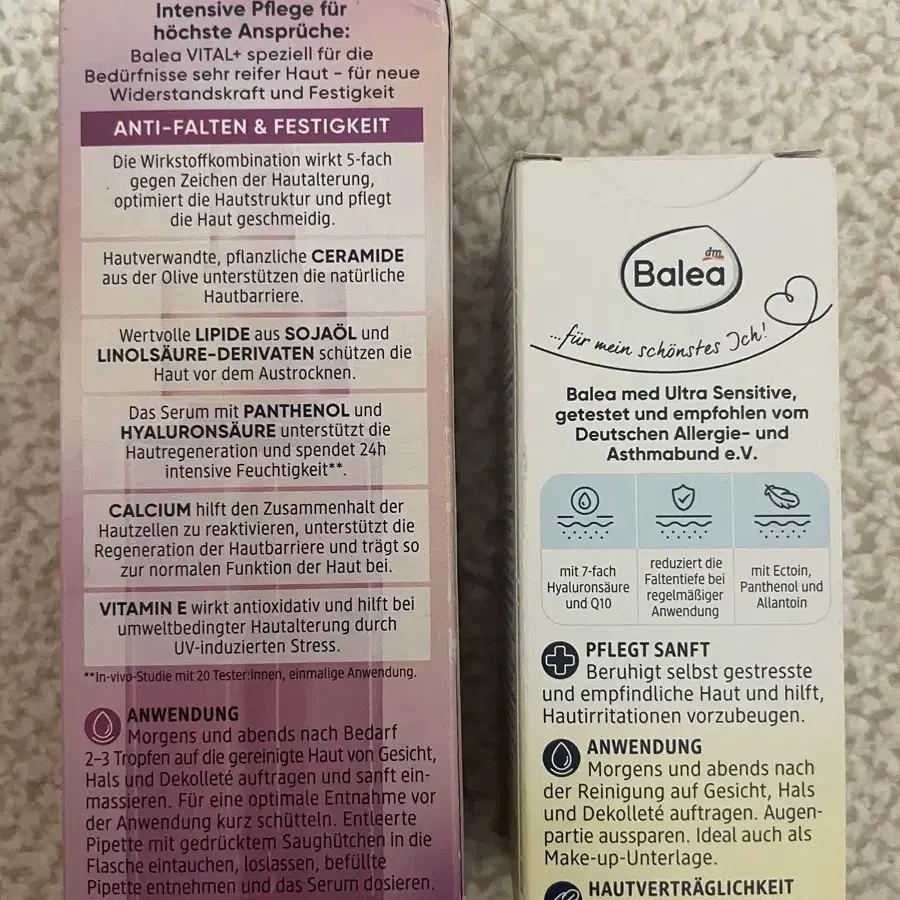 Intensive Pflege für
höchste Ansprüche:
Balea VITAL+ speziell für die
Bedürfnisse sehr reifer Haut – für neue
Widerstandskraft und Festigkeit
ANTI-FALTEN & FESTIGKEIT
Die Wirkstoffkombination wirkt 5-fach
gegen Zeichen der Hautalterung,
optimiert die Hautstruktur und pflegt
die Haut geschmeidig.
Hautverwandte, pflanzliche CERAMIDE
aus der Olive unterstützen die natürliche
Hautbarriere.
Wertvolle LIPIDE aus SOJAÖL und
LINOLSÄURE-DERIVATEN schützen die
Haut vor dem Austrocknen.
Das Serum mit PANTHENOL und
HYALURONSÄURE unterstützt die
Hautregeneration und spendet 24h
intensive Feuchtigkeit**.
CALCIUM hilft den Zusammenhalt der
Hautzellen zu reaktivieren, unterstützt die
Regeneration der Hautbarriere und trägt so
zur normalen Funktion der Haut bei.
VITAMIN E wirkt antioxidativ und hilft bei
umweltbedingter Hautalterung durch
UV-induzierten Stress.
**In-vivo-Studie mit 20 Tester:innen, einmalige Anwendung.
ANWENDUNG
Morgens und abends nach Bedarf
2–3 Tropfen auf die gereinigte Haut von Gesicht,
Hals und Dekolleté auftragen und sanft ein-
massieren. Für eine optimale Entnahme vor
der Anwendung kurz schütteln. Entleerte
Pipette mit gedrücktem Saughütchen in die
Flasche eintauchen, loslassen, befüllte
Pipette entnehmen und das Serum dosieren.
dm
Balea
...für mein schönstes Ich!
Balea med Ultra Sensitive,
getestet und empfohlen vom
Deutschen Allergie- und
Asthmabund e.V.
mit 7-fach
Hyaluronsäure
und Q10
reduziert die
Faltentiefe bei
regelmäßiger
Anwendung
mit Ectoin,
Panthenol und
Allantoin
PFLEGT SANFT
Beruhigt selbst gestresste
und empfindliche Haut und hilft,
Hautirritationen vorzubeugen.
ANWENDUNG
Morgens und abends nach
der Reinigung auf Gesicht, Hals
und Dekolleté auftragen. Augen-
partie aussparen. Ideal auch als
Make-up-Unterlage.
HAUTVERTRÄGLICHKEIT